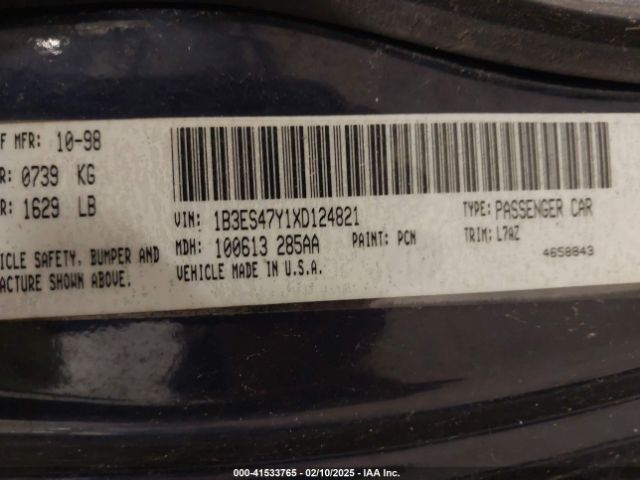 F MFR: 10-98
R: 0739 KG
R: 1629 LB
ICLE SAFETY, BUMPER AND
ACTURE SHOWN ABOVE.
VIN: 1B3ES47Y1XD124821
TYPE: PASSENGER CAR
MDH: 100613 285AA
PAINT: PCN
TRIM: L7AZ
VEHICLE MADE IN U.S.A.
4658843
000-41533765 - 02/10/2025 - IAA Inc.